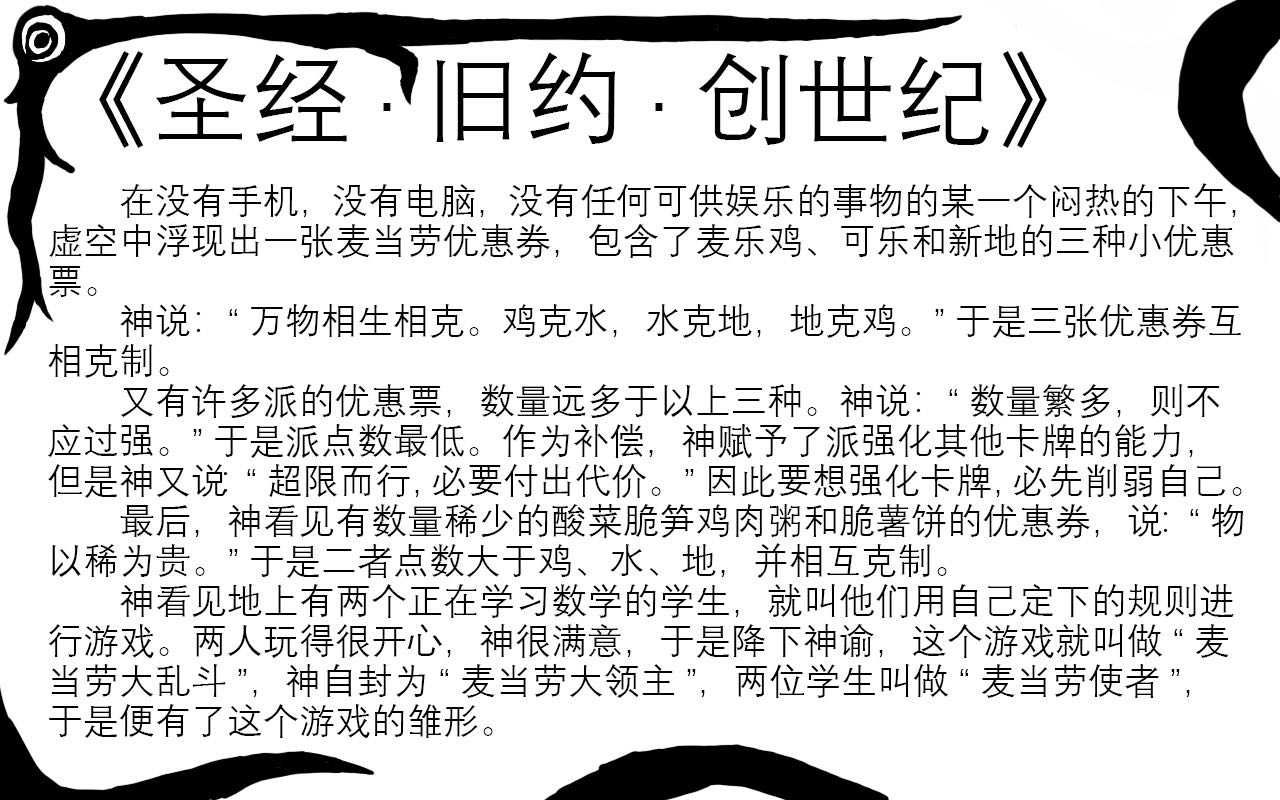 《圣经·旧约·创世纪》
在没有手机，没有电脑，没有任何可供娱乐的事物的某一个闷热的下午，
虚空中浮现出一张麦当劳优惠券，包含了麦乐鸡、可乐和新地的三种小优惠
票。
神说：“万物相生相克。鸡克水，水克地，地克鸡。”于是三张优惠券互
相克制。
又有许多派的优惠票，数量远多于以上三种。神说：“数量繁多，则不
应过强。”于是派点数最低。作为补偿，神赋予了派强化其他卡牌的能力，
但是神又说：“超限而行，必要付出代价。”因此要想强化卡牌，必先削弱自己。
最后，神看见有数量稀少的酸菜脆笋鸡肉粥和脆薯饼的优惠券，说：“物
以稀为贵。”于是二者点数大于鸡、水、地，并相互克制。
神看见地上有两个正在学习数学的学生，就叫他们用自己定下的规则进
行游戏。两人玩得很开心，神很满意，于是降下神谕，这个游戏就叫做“麦
当劳大乱斗”，神自封为“麦当劳大领主”，两位学生叫做“麦当劳使者”，
于是便有了这个游戏的雏形。